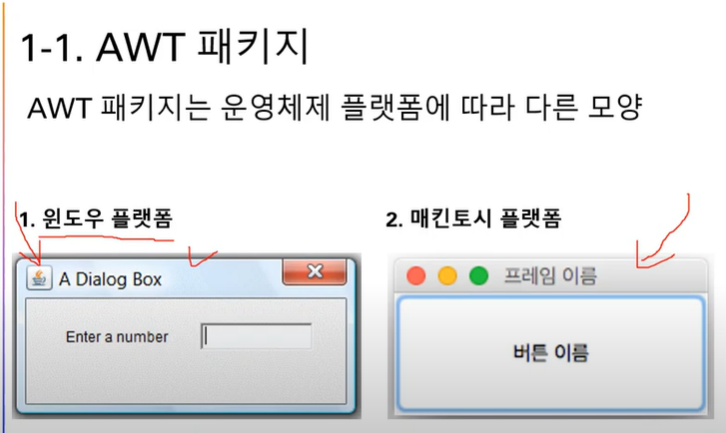 1-1. AWT 패키지
AWT 패키지는 운영체제 플랫폼에 따라 다른 모양
1. 윈도우 플랫폼
2. 매킨토시 플랫폼
A Dialog Box
프레임 이름
Enter a number
버튼 이름